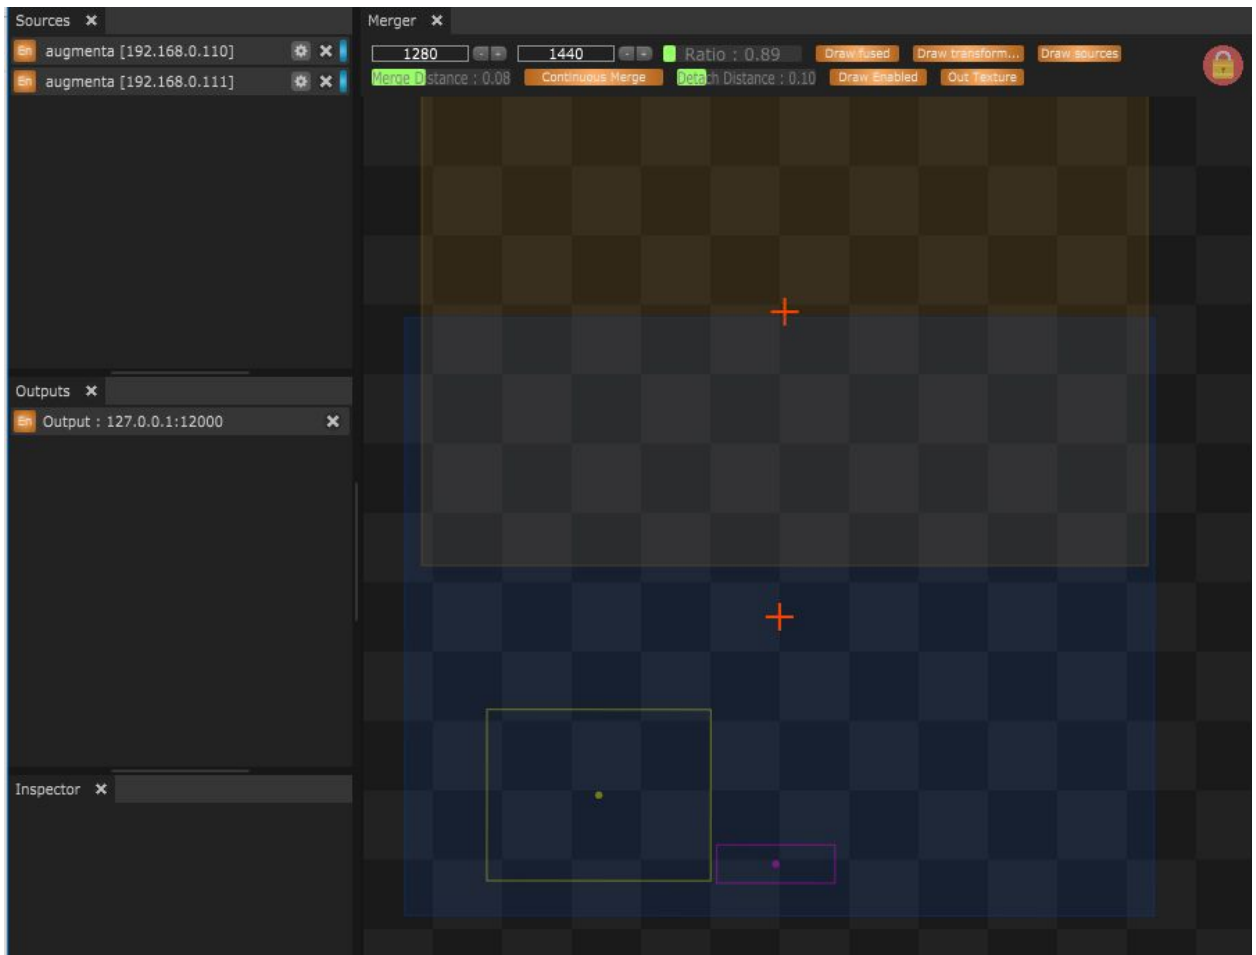 Sources
En augmenta [192.168.0.110]
En augmenta [192.168.0.111]
Outputs
En Output : 127.0.0.1:12000
Inspector
Merger
1280 - + 1440 - + Ratio : 0.89 Draw fused Draw transform... Draw sources
Merge Distance : 0.08 Continuous Merge Detach Distance : 0.10 Draw Enabled Out Texture